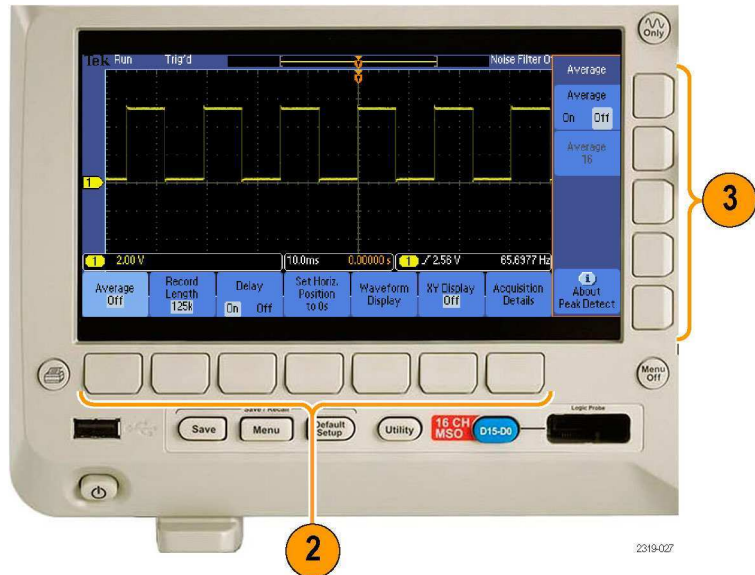 Only
Tek Run Trig'd Noise Filter O
Average
Average
On Off
Average
16
1
1 2.00 V 10.0ms 0.00000 s 1 2.56 V 65.6977 Hz
Average
Off
Record
Length
125k
Delay
On Off
Set Horiz.
Position
to 0s
Waveform
Display
XY Display
Off
Acquisition
Details
i
About
Peak Detect
3
Menu
Off
Save / Recall
Save
Menu
Default
Setup
Utility
16 CH
MSO
D15-D0
Logic Probe
2
2319-027